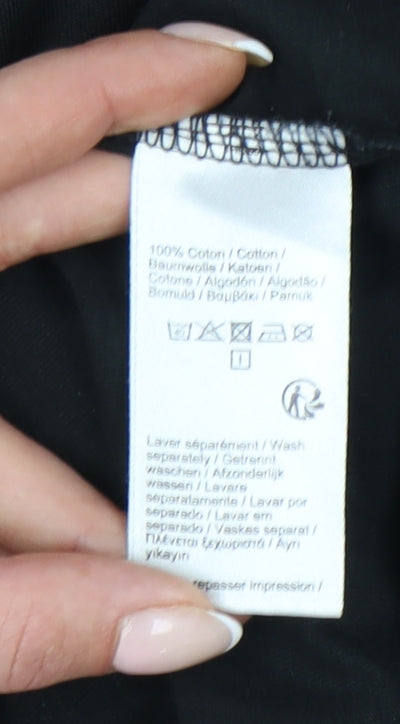 100% Coton / Cotton /
Baumwolle / Katoen /
Cotone / Algodón / Algodão /
Bomuld / Βαμβάκι / Pamuk
Laver séparément / Wash
separately / Getrennt
waschen / Afzonderlijk
wassen / Lavare
separatamente / Lavar por
separado / Lavar em
separado / Vaskes separat /
Πλένεται ξεχωριστά / Ayrı
yıkayın
repasser impression /